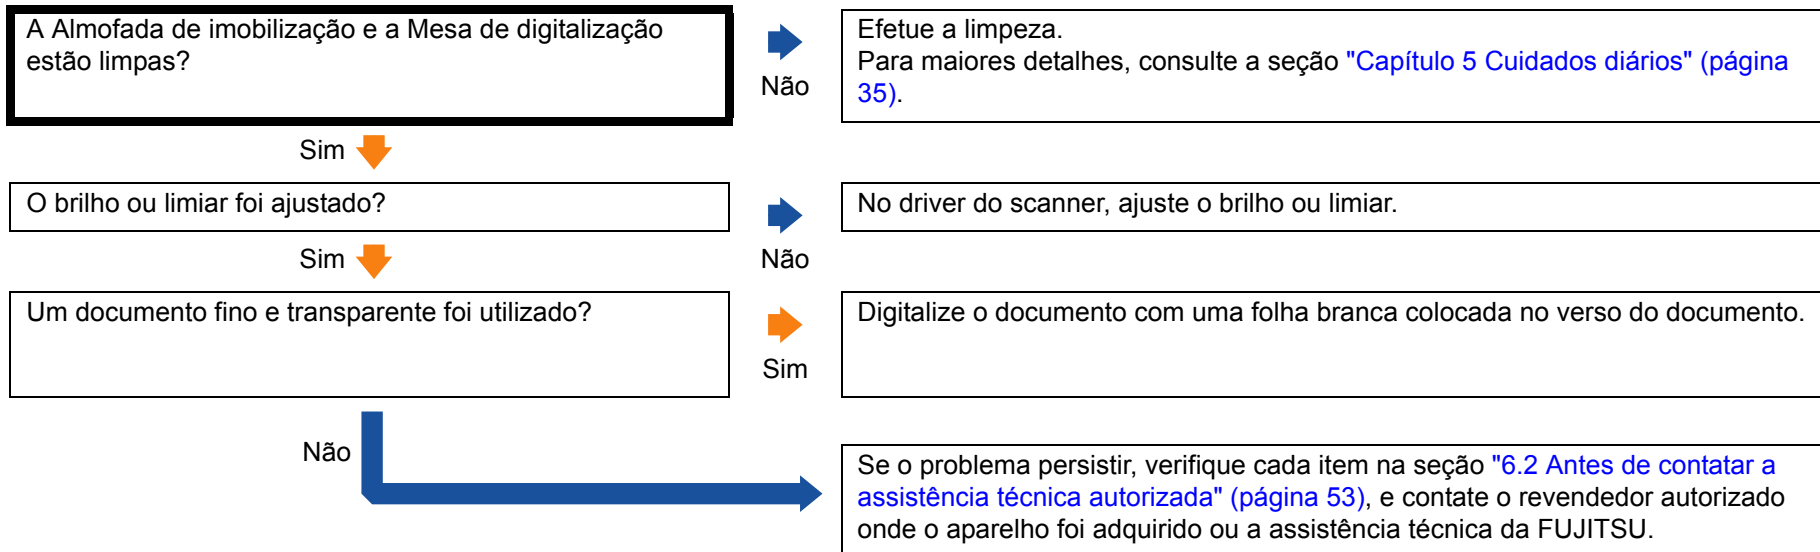 A Almofada de imobilização e a Mesa de digitalização
estão limpas?
Não
Efetue a limpeza.
Para maiores detalhes, consulte a seção "Capítulo 5 Cuidados diários" (página
35).
Sim
O brilho ou limiar foi ajustado?
Não
No driver do scanner, ajuste o brilho ou limiar.
Sim
Um documento fino e transparente foi utilizado?
Sim
Digitalize o documento com uma folha branca colocada no verso do documento.
Não
Se o problema persistir, verifique cada item na seção "6.2 Antes de contatar a
assistência técnica autorizada" (página 53), e contate o revendedor autorizado
onde o aparelho foi adquirido ou a assistência técnica da FUJITSU.